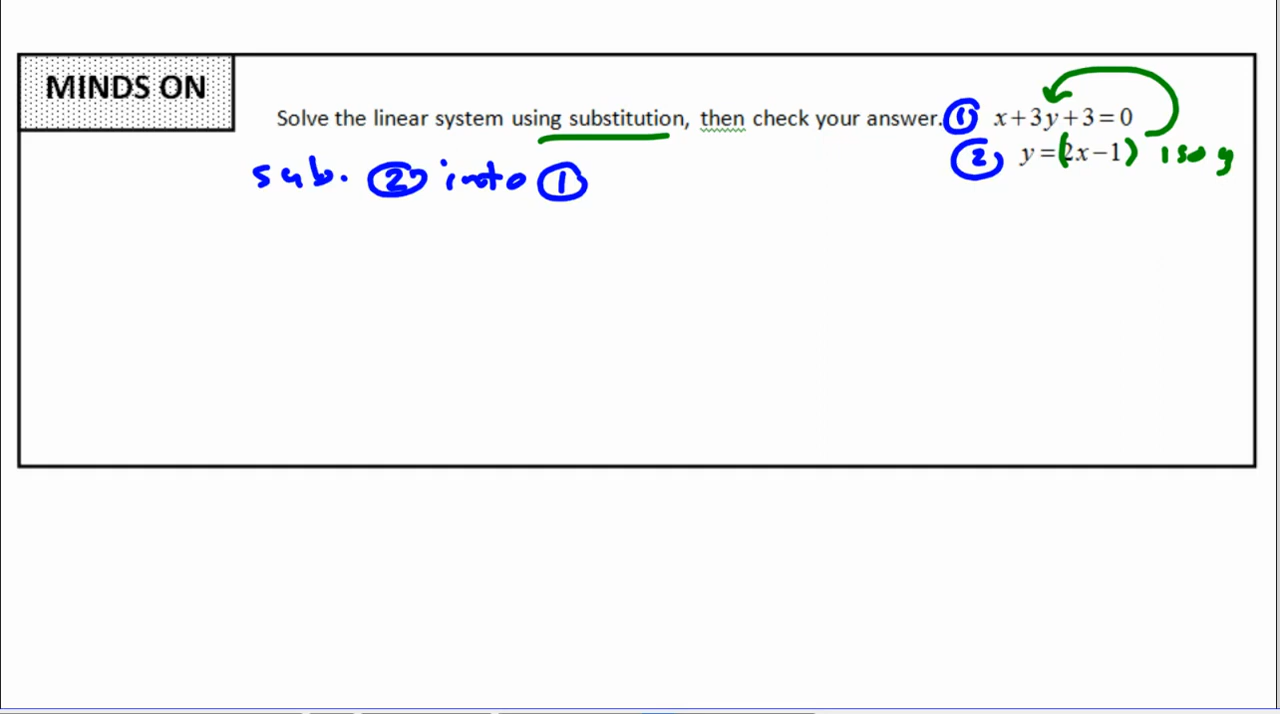 MINDS ON
Solve the linear system using substitution, then check your answer. ① x+3y+3=0
② y=(2x−1) iso y
sub. ② into ①